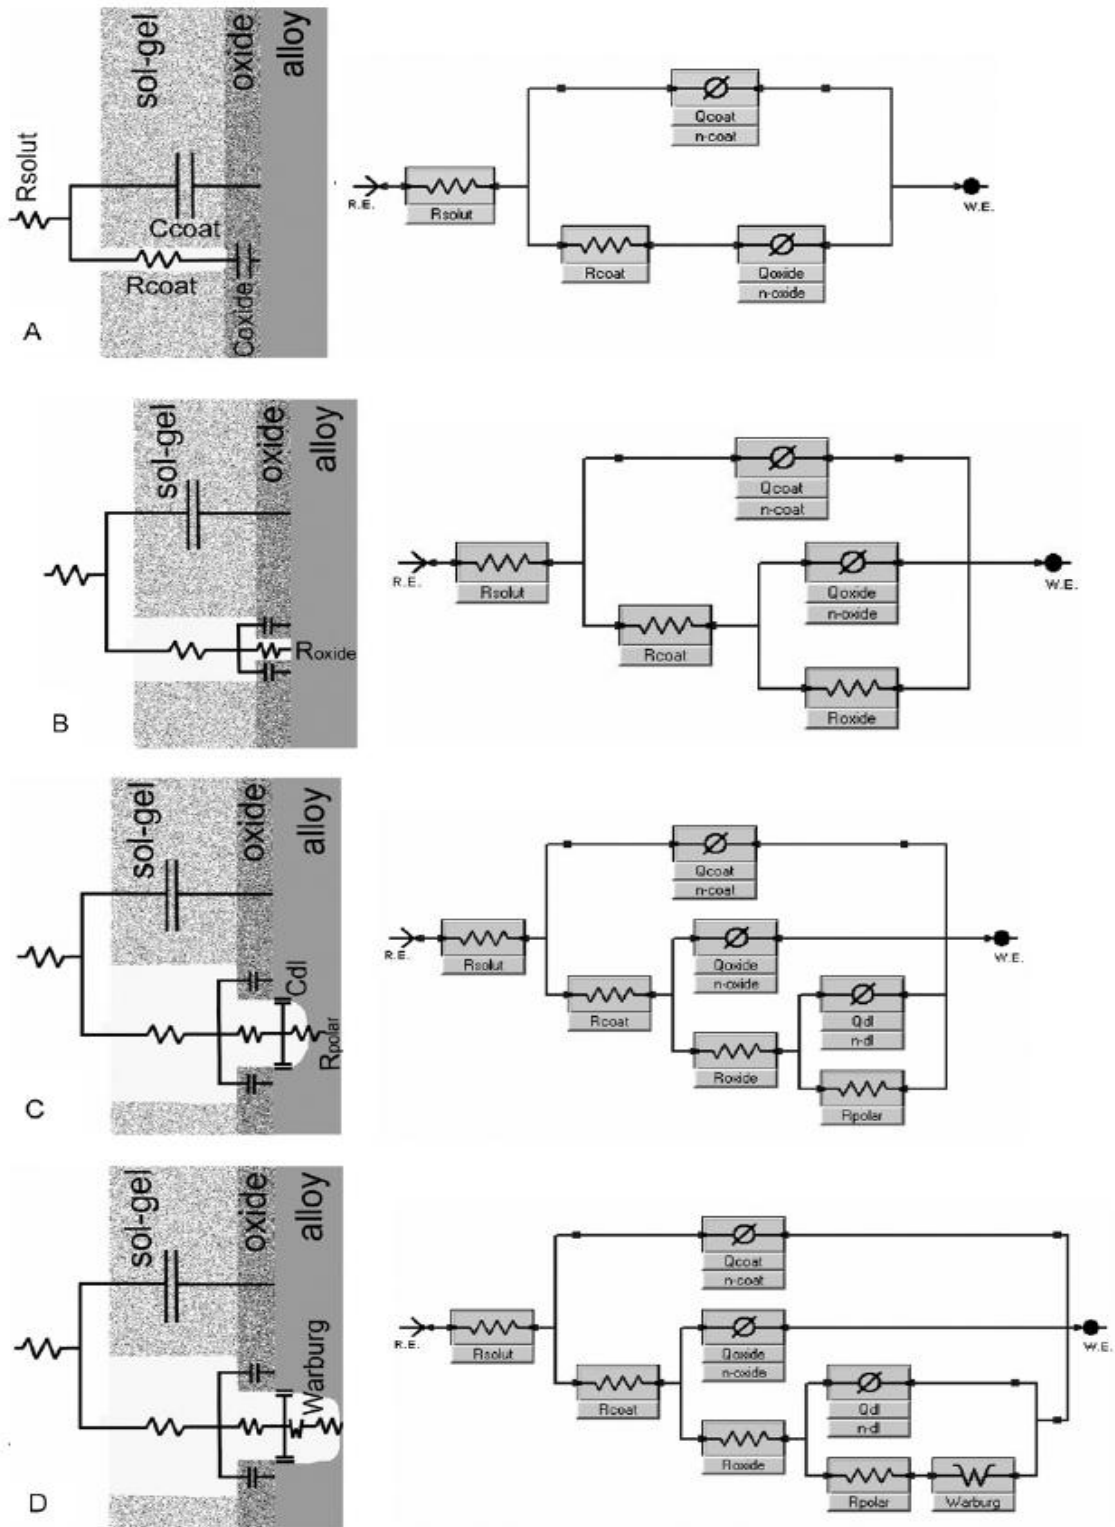 sol-gel
oxide
alloy
Rsolut
Ccoat
Rcoat
Coxide
A
R.E.
Rsolut
Qcoat
n-coat
Rcoat
Qoxide
n-oxide
W.E.
sol-gel
oxide
alloy
Roxide
B
R.E.
Rsolut
Qcoat
n-coat
Rcoat
Qoxide
n-oxide
Roxide
W.E.
sol-gel
oxide
alloy
Cdl
Rpolar
C
R.E.
Rsolut
Qcoat
n-coat
Rcoat
Qoxide
n-oxide
Roxide
Qdl
n-dl
Rpolar
W.E.
sol-gel
oxide
alloy
Warburg
D
R.E.
Rsolut
Qcoat
n-coat
Rcoat
Qoxide
n-oxide
Roxide
Qdl
n-dl
Rpolar
Warburg
W.E.